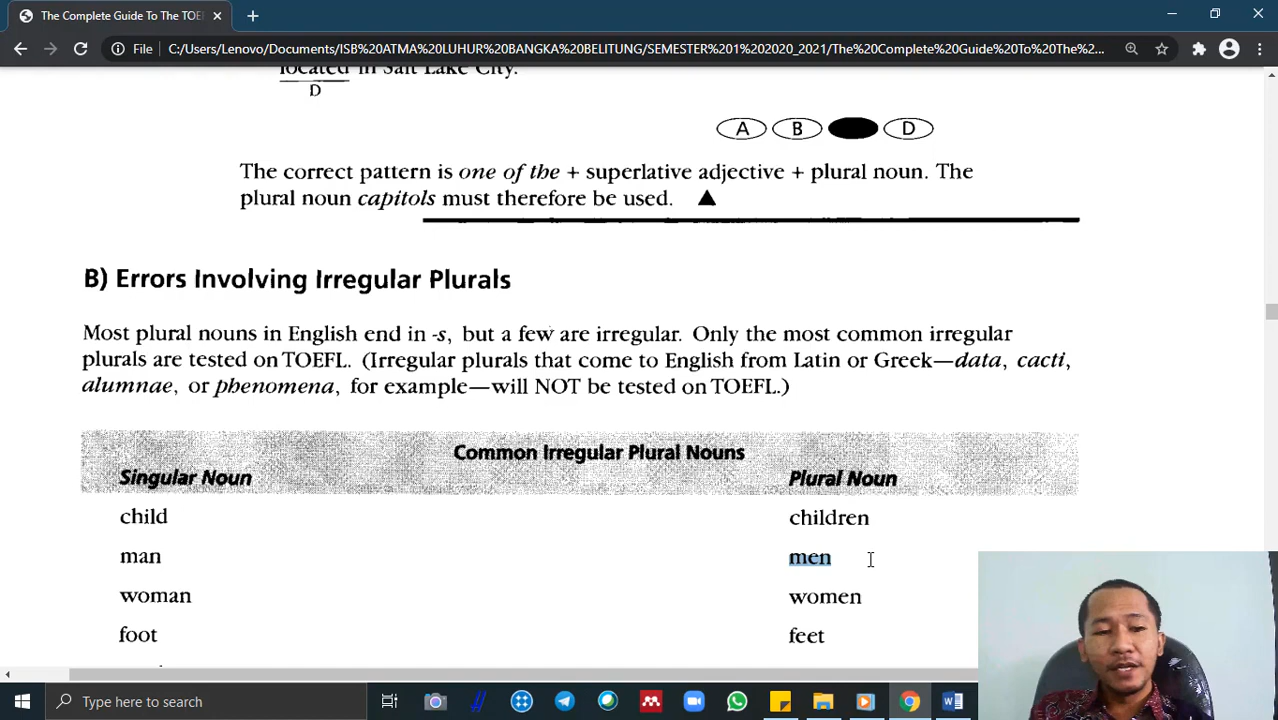 The Complete Guide To The TOE
File
C:/Users/Lenovo/Documents/ISB%20ATMA%20LUHUR%20BANGKA%20BELITUNG/SEMESTER%201%202020_2021/The%20Complete%20Guide%20To%20The%2...
located in Salt Lake City.
D
A B D
The correct pattern is one of the + superlative adjective + plural noun. The
plural noun capitols must therefore be used. ▲
B) Errors Involving Irregular Plurals
Most plural nouns in English end in -s, but a few are irregular. Only the most common irregular
plurals are tested on TOEFL. (Irregular plurals that come to English from Latin or Greek—data, cacti,
alumnae, or phenomena, for example—will NOT be tested on TOEFL.)
Common Irregular Plural Nouns
Singular Noun Plural Noun
child children
man men
woman women
foot feet
Type here to search